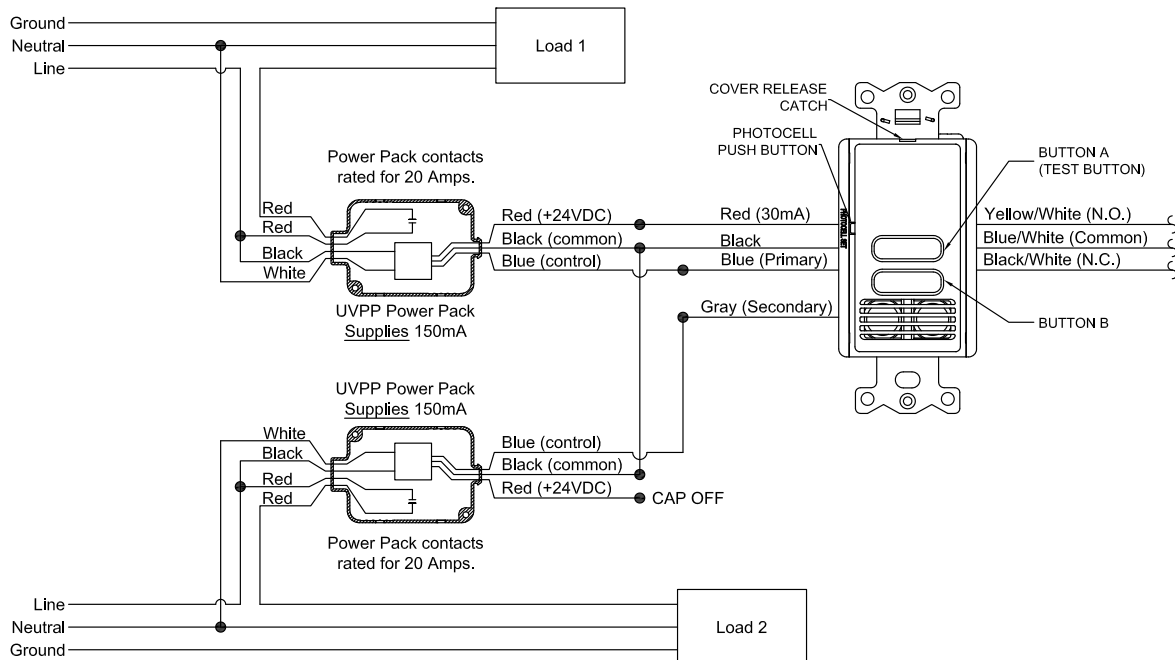 Ground
Neutral
Line
Load 1
COVER RELEASE
CATCH
PHOTOCELL
PUSH BUTTON
BUTTON A
(TEST BUTTON)
Power Pack contacts
rated for 20 Amps.
Red
Red
Black
White
Red (+24VDC)
Black (common)
Blue (control)
Red (30mA)
Black
Blue (Primary)
Gray (Secondary)
Yellow/White (N.O.)
Blue/White (Common)
Black/White (N.C.)
BUTTON B
UVPP Power Pack
Supplies 150mA
UVPP Power Pack
Supplies 150mA
White
Black
Red
Red
Blue (control)
Black (common)
Red (+24VDC)
CAP OFF
Power Pack contacts
rated for 20 Amps.
Line
Neutral
Ground
Load 2